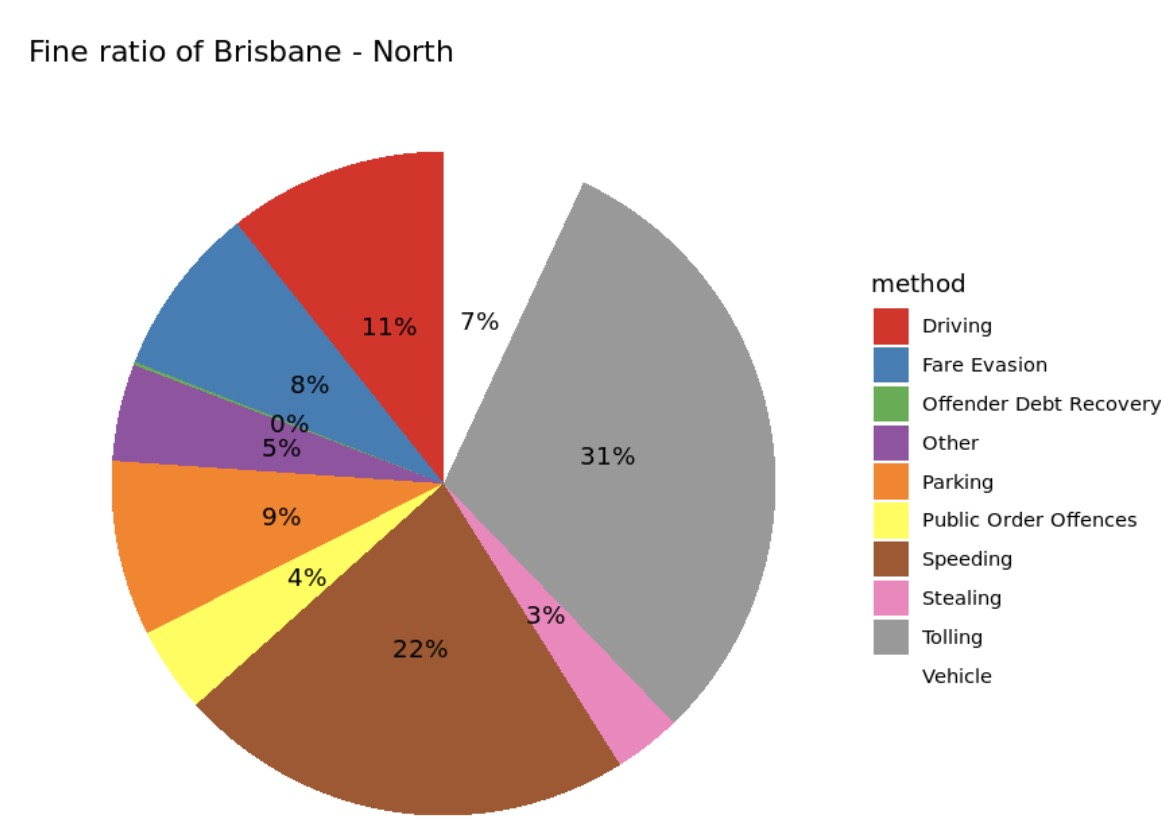 Fine ratio of Brisbane - North
11%
7%
8%
0%
5%
31%
9%
4%
3%
22%
method
Driving
Fare Evasion
Offender Debt Recovery
Other
Parking
Public Order Offences
Speeding
Stealing
Tolling
Vehicle